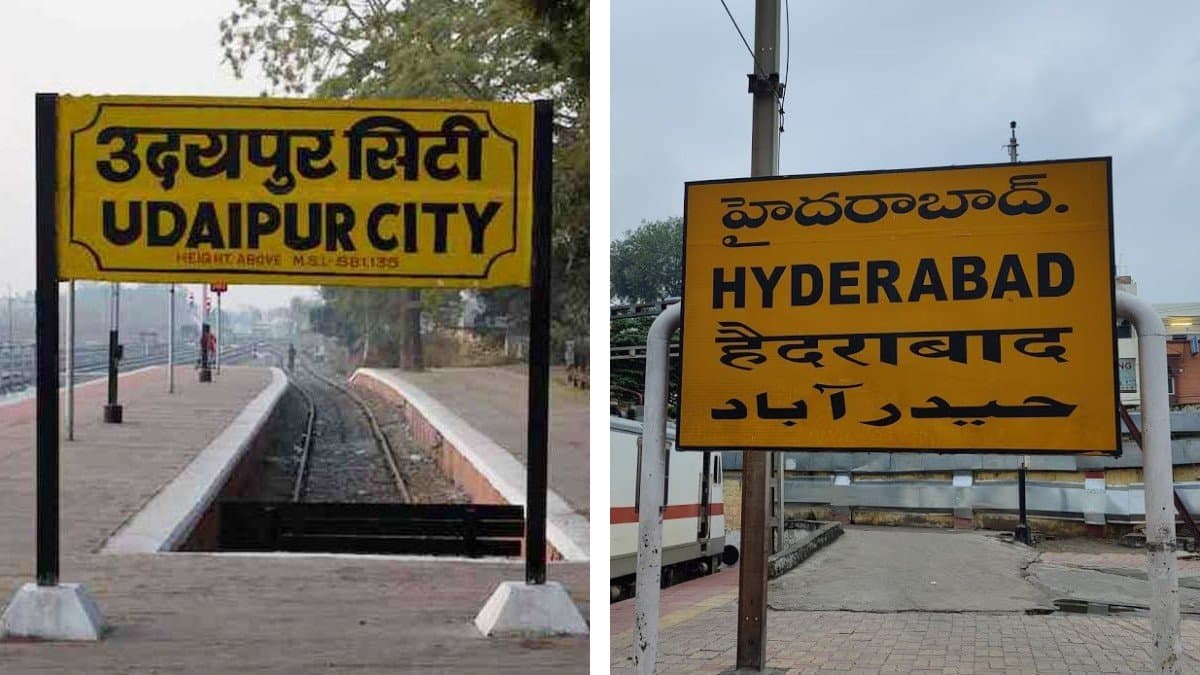 उदयपुर सिटी
UDAIPUR CITY
HEIGHT ABOVE M.S.L-581.135
హైదరాబాద్.
HYDERABAD
हैदराबाद
حیدرآباد